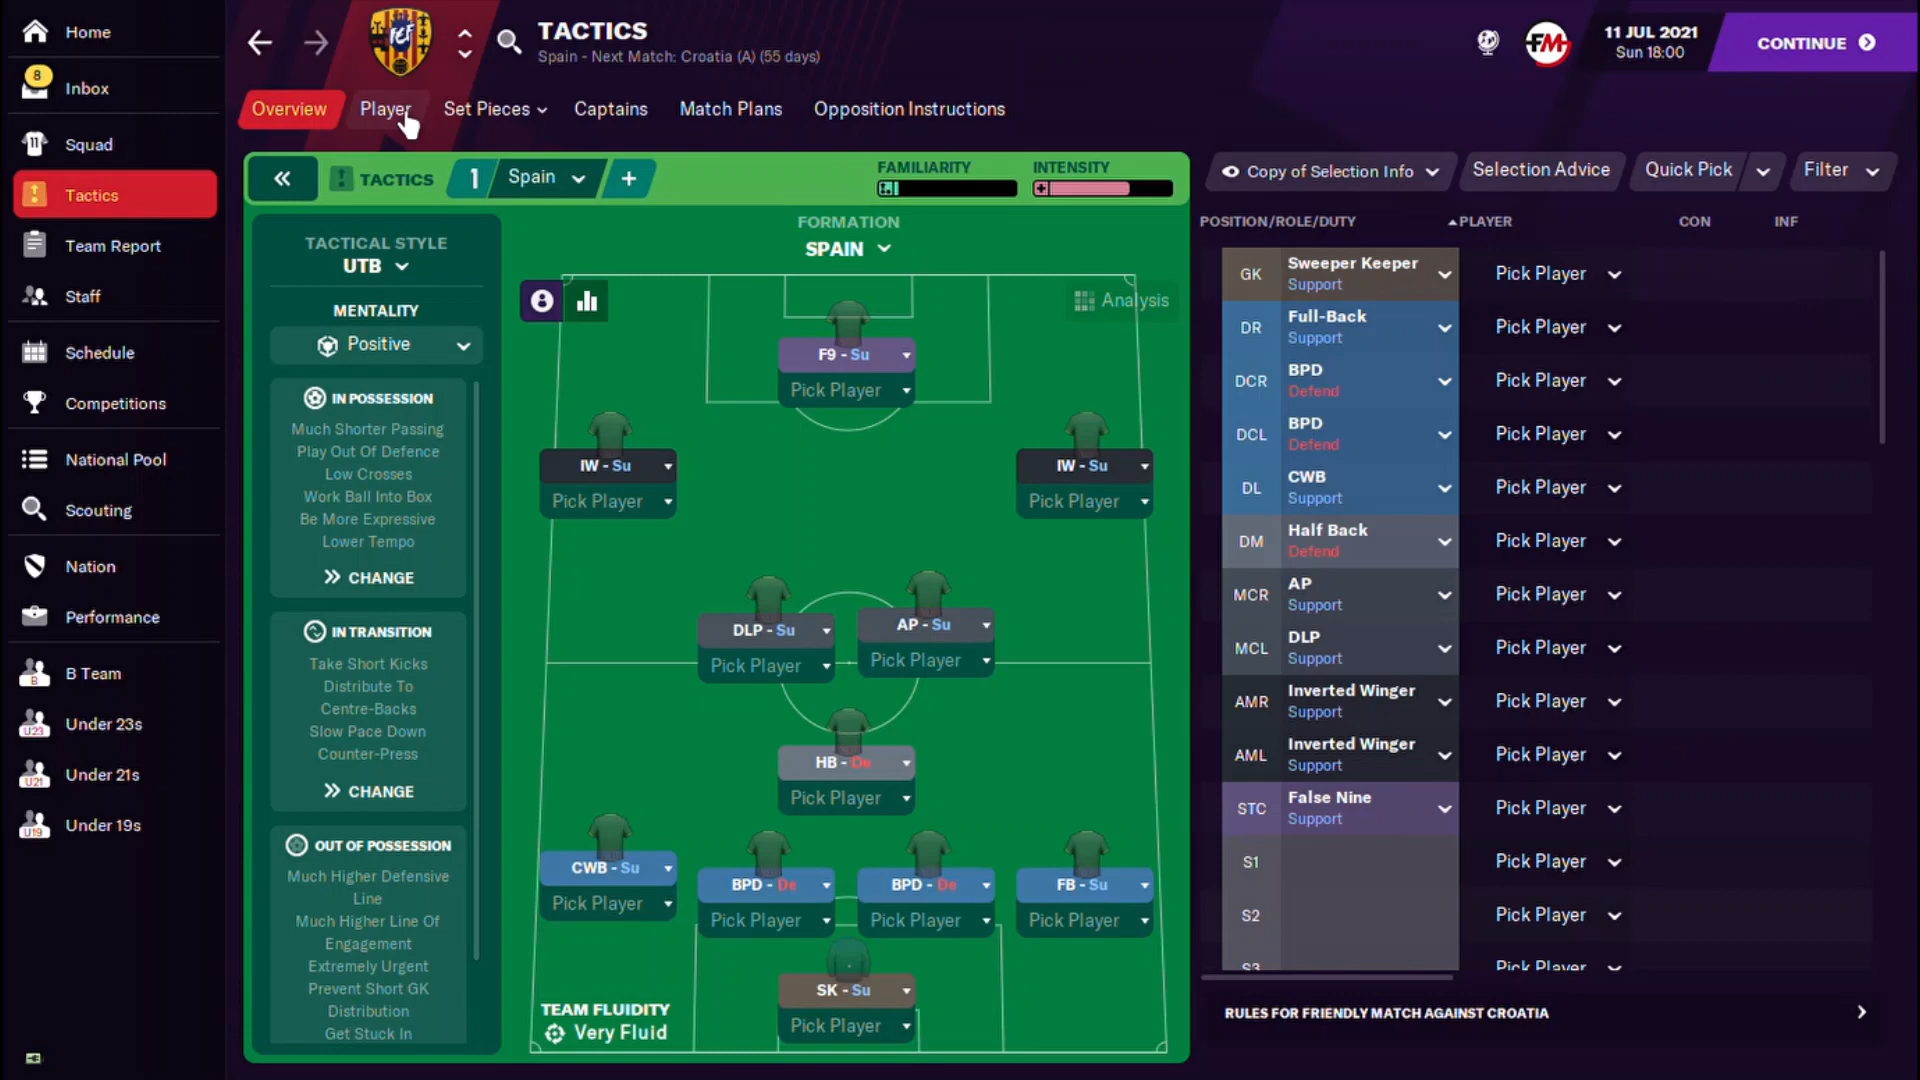 Home
8
Inbox
11
Squad
Tactics
Team Report
Staff
Schedule
Competitions
National Pool
Scouting
Nation
Performance
B
B Team
U23
Under 23s
U21
Under 21s
U19
Under 19s
FCF
TACTICS
Spain - Next Match: Croatia (A) (55 days)
FM
11 JUL 2021
Sun 18:00
CONTINUE
Overview
Player
Set Pieces
Captains
Match Plans
Opposition Instructions
TACTICS
1
Spain
+
FAMILIARITY
INTENSITY
TACTICAL STYLE
UTB
MENTALITY
Positive
IN POSSESSION
Much Shorter Passing
Play Out Of Defence
Low Crosses
Work Ball Into Box
Be More Expressive
Lower Tempo
CHANGE
IN TRANSITION
Take Short Kicks
Distribute To
Centre-Backs
Slow Pace Down
Counter-Press
CHANGE
OUT OF POSSESSION
Much Higher Defensive
Line
Much Higher Line Of
Engagement
Extremely Urgent
Prevent Short GK
Distribution
Get Stuck In
FORMATION
SPAIN
Analysis
F9 - Su
Pick Player
IW - Su
Pick Player
IW - Su
Pick Player
DLP - Su
Pick Player
AP - Su
Pick Player
HB - De
Pick Player
CWB - Su
Pick Player
BPD - De
Pick Player
BPD - De
Pick Player
FB - Su
Pick Player
SK - Su
Pick Player
TEAM FLUIDITY
Very Fluid
Copy of Selection Info
Selection Advice
Quick Pick
Filter
POSITION/ROLE/DUTY
PLAYER
CON
INF
GK
Sweeper Keeper
Support
Pick Player
DR
Full-Back
Support
Pick Player
DCR
BPD
Defend
Pick Player
DCL
BPD
Defend
Pick Player
DL
CWB
Support
Pick Player
DM
Half Back
Defend
Pick Player
MCR
AP
Support
Pick Player
MCL
DLP
Support
Pick Player
AMR
Inverted Winger
Support
Pick Player
AML
Inverted Winger
Support
Pick Player
STC
False Nine
Support
Pick Player
S1
Pick Player
S2
Pick Player
S3
Pick Player
RULES FOR FRIENDLY MATCH AGAINST CROATIA